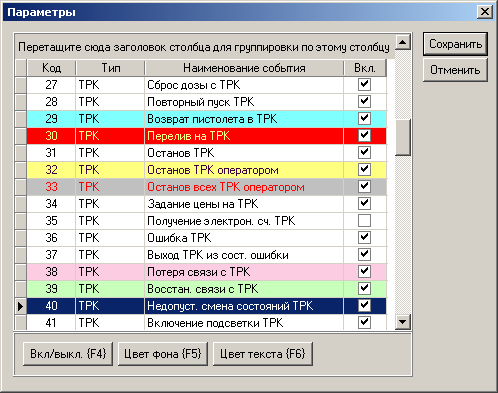 Параметры
Перетащите сюда заголовок столбца для группировки по этому столбцу
Сохранить
Отменить
Код Тип Наименование события Вкл.
27 ТРК Сброс дозы с ТРК
28 ТРК Повторный пуск ТРК
29 ТРК Возврат пистолета в ТРК
30 ТРК Перелив на ТРК
31 ТРК Останов ТРК
32 ТРК Останов ТРК оператором
33 ТРК Останов всех ТРК оператором
34 ТРК Задание цены на ТРК
35 ТРК Получение электрон. сч. ТРК
36 ТРК Ошибка ТРК
37 ТРК Выход ТРК из сост. ошибки
38 ТРК Потеря связи с ТРК
39 ТРК Восстан. связи с ТРК
40 ТРК Недопуст. смена состояний ТРК
41 ТРК Включение подсветки ТРК
Вкл/выкл. {F4} Цвет фона {F5} Цвет текста {F6}